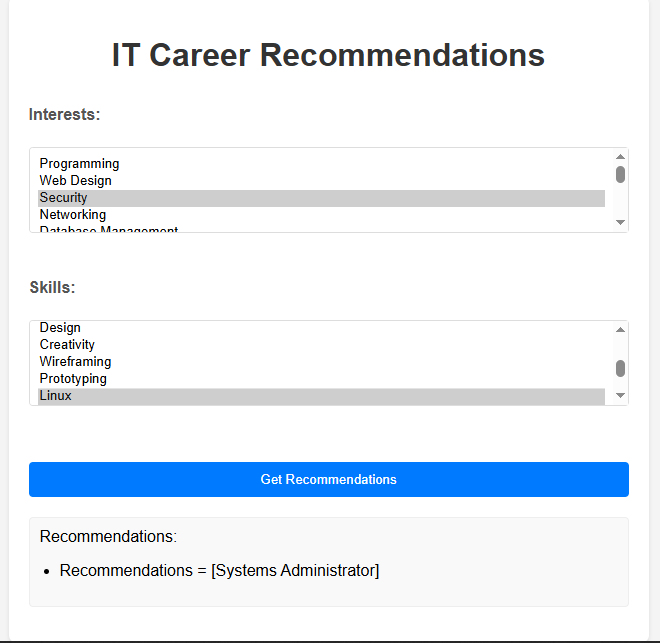 IT Career Recommendations
Interests:
Programming
Web Design
Security
Networking
Database Management
Skills:
Design
Creativity
Wireframing
Prototyping
Linux
Get Recommendations
Recommendations:
• Recommendations = [Systems Administrator]